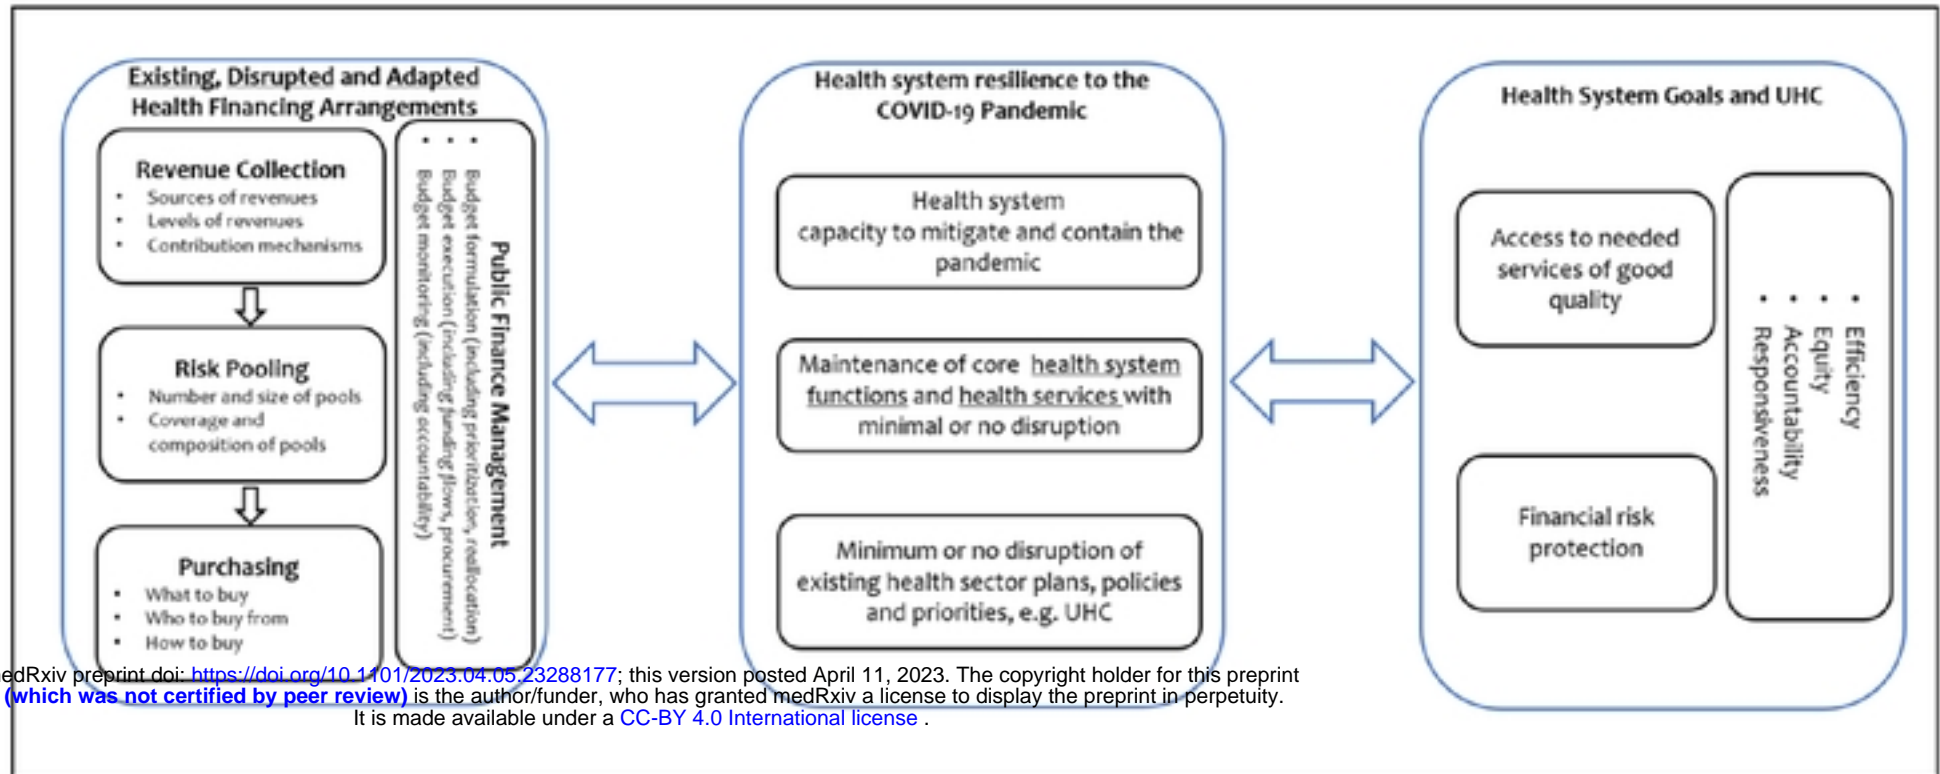 Existing, Disrupted and Adapted
Health Financing Arrangements
Revenue Collection
• Sources of revenues
• Levels of revenues
• Contribution mechanisms
Risk Pooling
• Number and size of pools
• Coverage and
composition of pools
Purchasing
• What to buy
• Who to buy from
• How to buy
Public Finance Management
• Budget formulation (including prioritization, reallocation)
• Budget execution (including funding flows, procurement)
• Budget monitoring (including accountability)
Health system resilience to the
COVID-19 Pandemic
Health system
capacity to mitigate and contain the
pandemic
Maintenance of core health system
functions and health services with
minimal or no disruption
Minimum or no disruption of
existing health sector plans, policies
and priorities, e.g. UHC
Health System Goals and UHC
Access to needed
services of good
quality
Financial risk
protection
• Efficiency
• Equity
• Accountability
• Responsiveness
edRxiv preprint doi: https://doi.org/10.1101/2023.04.05.23288177; this version posted April 11, 2023. The copyright holder for this preprint
(which was not certified by peer review) is the author/funder, who has granted medRxiv a license to display the preprint in perpetuity.
It is made available under a CC-BY 4.0 International license .